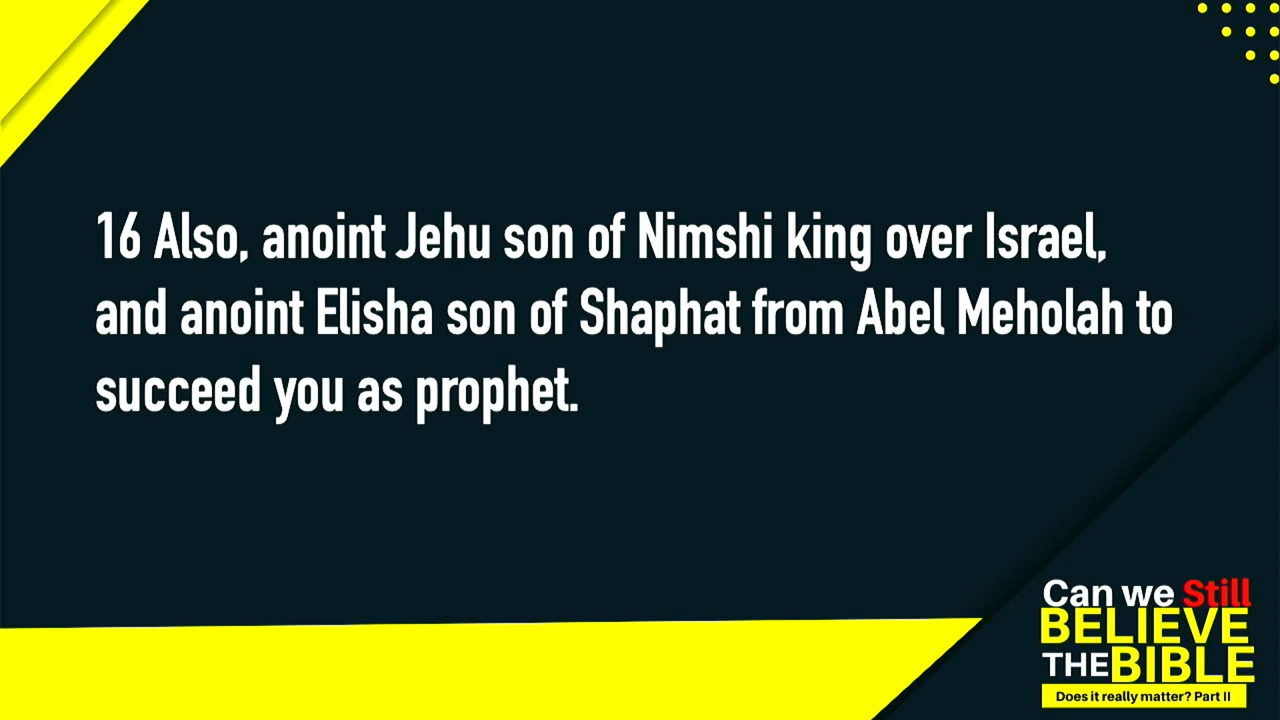 16 Also, anoint Jehu son of Nimshi king over Israel,
and anoint Elisha son of Shaphat from Abel Meholah to
succeed you as prophet.
Can we Still
BELIEVE
THE BIBLE
Does it really matter? Part II